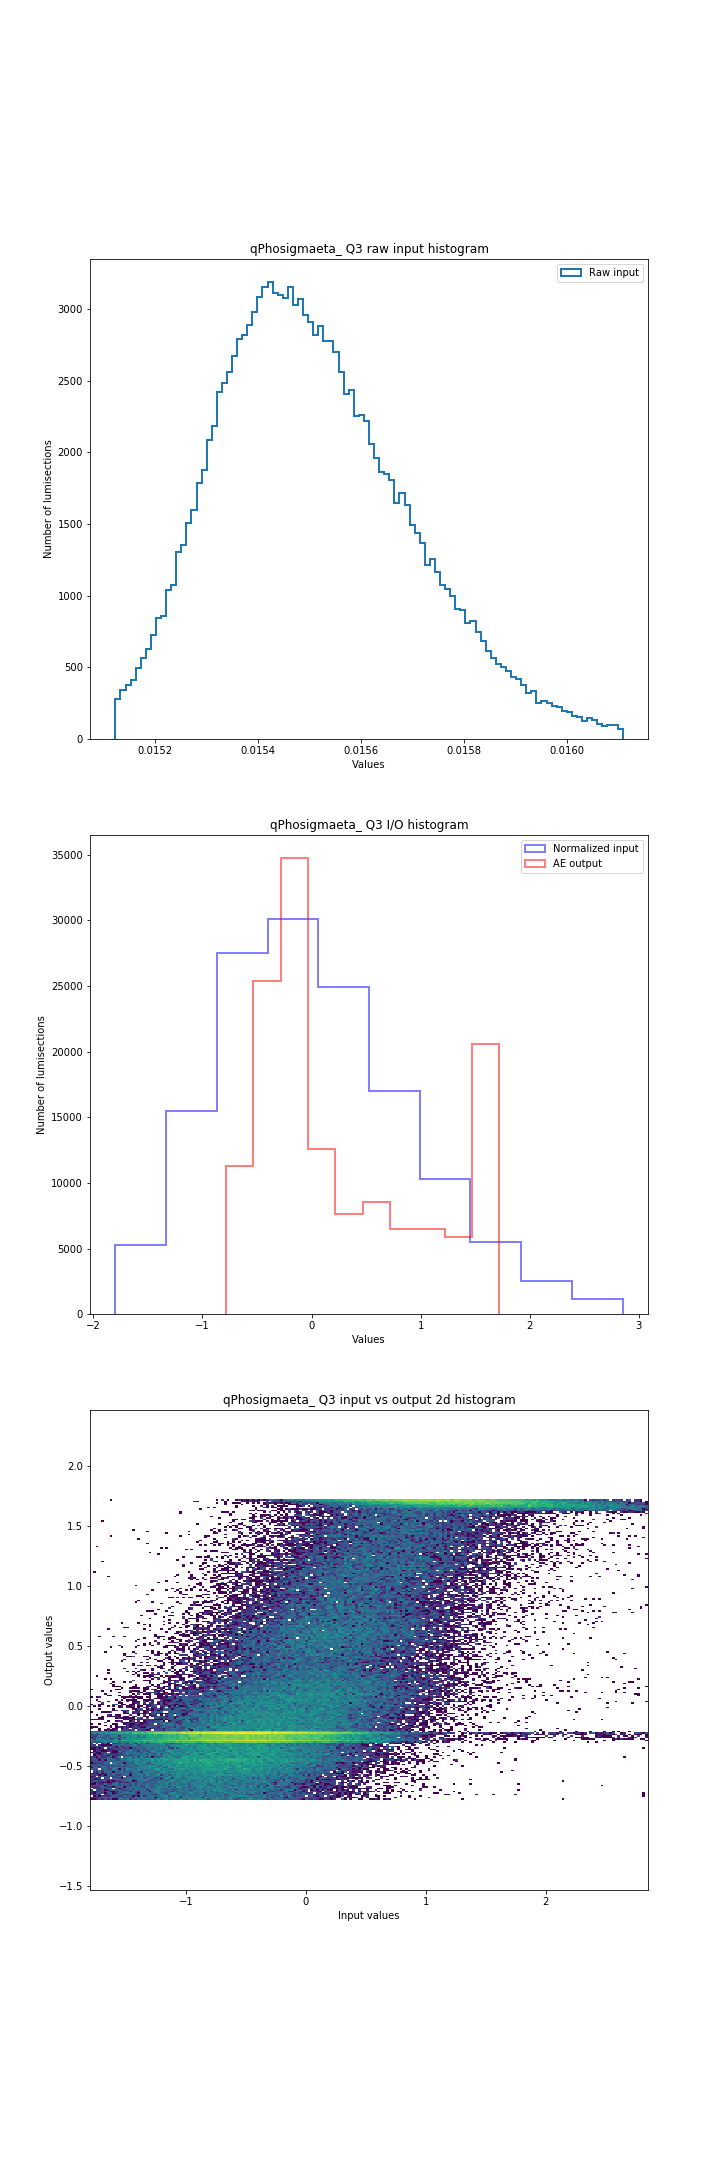 qPhosigmaeta_ Q3 raw input histogram
Raw input
3000
2500
2000
1500
1000
500
0
Number of lumisections
0.0152 0.0154 0.0156 0.0158 0.0160
Values
qPhosigmaeta_ Q3 I/O histogram
Normalized input
AE output
35000
30000
25000
20000
15000
10000
5000
0
Number of lumisections
−2 −1 0 1 2 3
Values
qPhosigmaeta_ Q3 input vs output 2d histogram
2.0
1.5
1.0
0.5
0.0
−0.5
−1.0
−1.5
Output values
−1 0 1 2
Input values